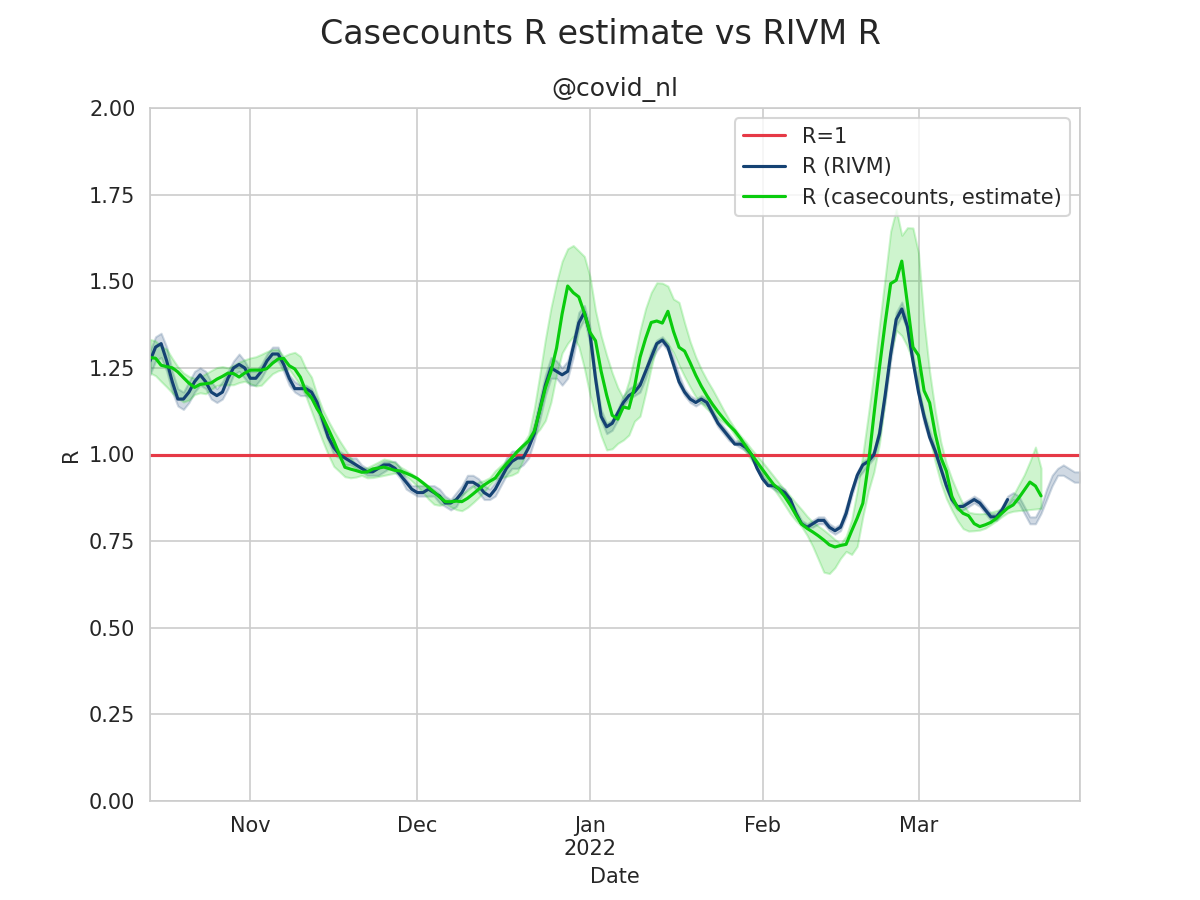 Casecounts R estimate vs RIVM R
@covid_nl
R=1
R (RIVM)
R (casecounts, estimate)
2.00
1.75
1.50
1.25
1.00
0.75
0.50
0.25
0.00
R
Nov
Dec
Jan
2022
Feb
Mar
Date